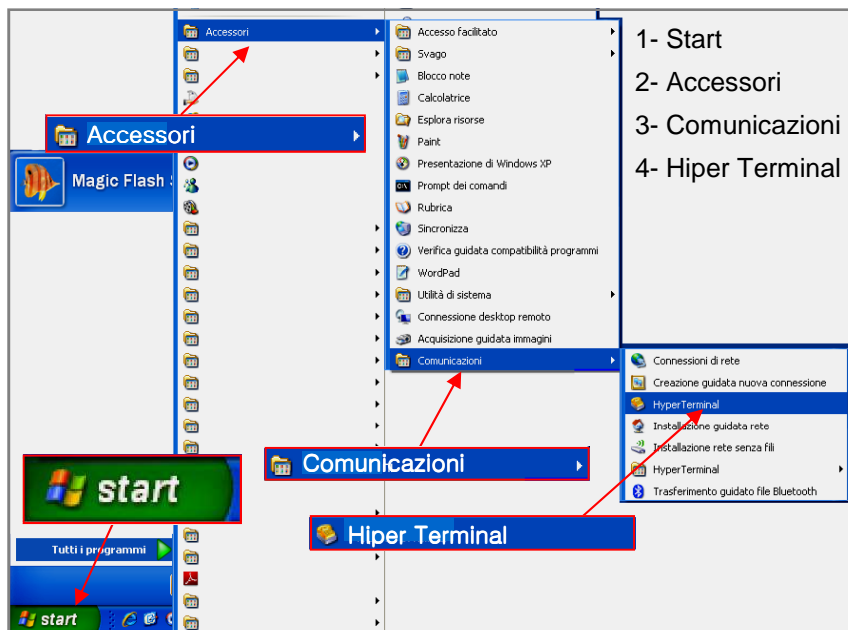 1- Start
2- Accessori
3- Comunicazioni
4- Hiper Terminal
Accessori
Accessori
Magic Flash
Accesso facilitato
Svago
Blocco note
Calcolatrice
Esplora risorse
Paint
Presentazione di Windows XP
Prompt dei comandi
Rubrica
Sincronizza
Verifica guidata compatibilità programmi
WordPad
Utilità di sistema
Connessione desktop remoto
Acquisizione guidata immagini
Comunicazioni
Connessioni di rete
Creazione guidata nuova connessione
HyperTerminal
Installazione guidata rete
Installazione rete senza fili
HyperTerminal
Trasferimento guidato file Bluetooth
Comunicazioni
start
Hiper Terminal
Tutti i programmi
start